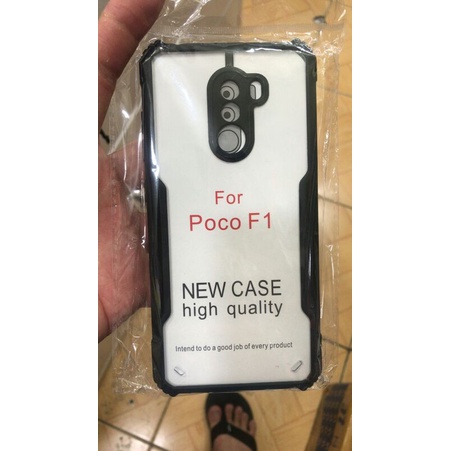 For
Poco F1
NEW CASE
high quality
Intend to do a good job of every product